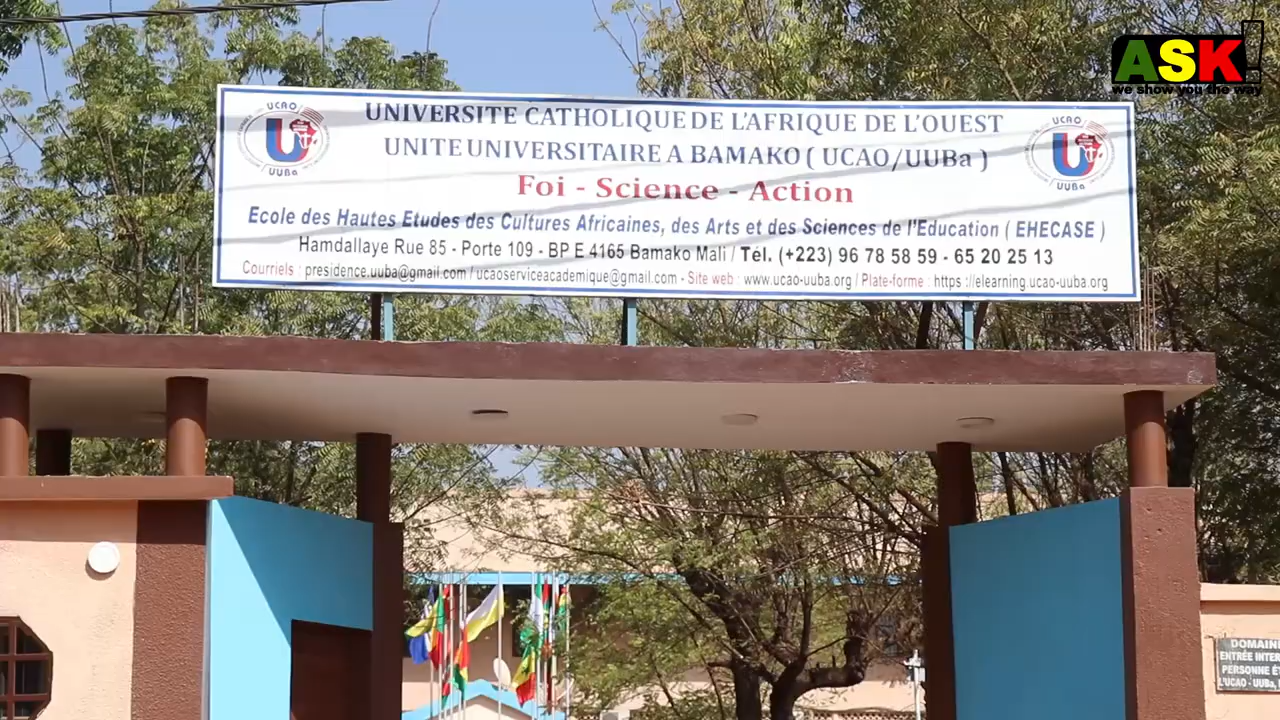 ASK!
we show you the way
UCAO
UUBa
UNIVERSITE CATHOLIQUE DE L'AFRIQUE DE L'OUEST
UNITE UNIVERSITAIRE A BAMAKO ( UCAO/UUBa )
Foi - Science - Action
Ecole des Hautes Etudes des Cultures Africaines, des Arts et des Sciences de l'Education ( EHECASE )
Hamdallaye Rue 85 - Porte 109 - BP E 4165 Bamako Mali / Tél. (+223) 96 78 58 59 - 65 20 25 13
Courriels : presidence.uuba@gmail.com / ucaoserviceacademique@gmail.com - Site web : www.ucao-uuba.org / Plate-forme : https ://elearning.ucao-uuba.org
UCAO
UUBa
DOMAINE
ENTRÉE INTER
PERSONNE ÉT
L'UCAO - UUBa,